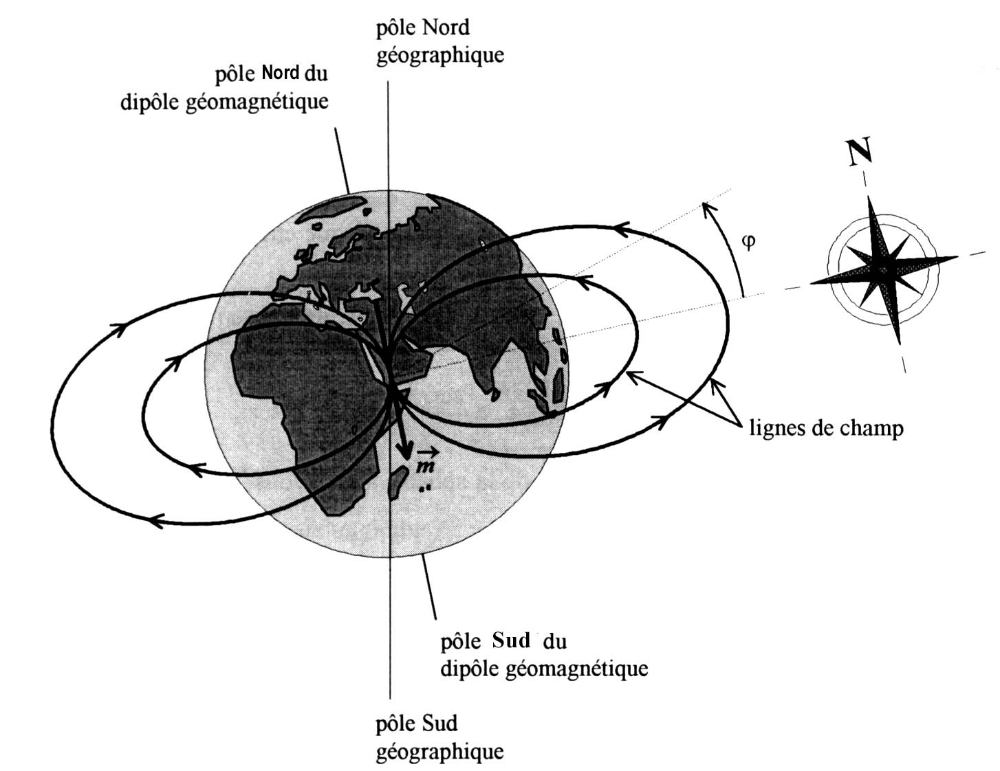 pôle Nord
géographique
pôle Nord du
dipôle géomagnétique
N
φ
lignes de champ
m
pôle Sud du
dipôle géomagnétique
pôle Sud
géographique